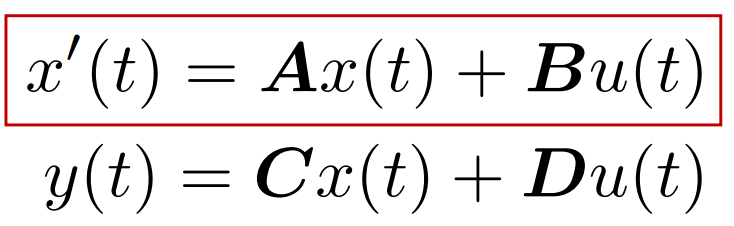 x′(t) = Ax(t) + Bu(t)
y(t) = Cx(t) + Du(t)